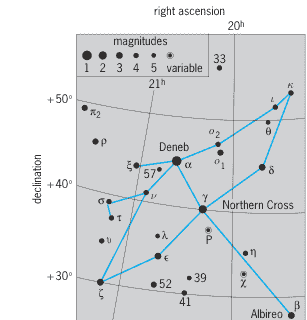 right ascension
20ʰ
magnitudes
1 2 3 4 5 variable
33
21ʰ
κ
ι
+50°
π₂
θ
ο₂
Deneb
ρ
ο₁
ξ
α
δ
57
+40°
ν
σ
γ
Northern Cross
τ
declination
λ
P
υ
η
ε
+30°
χ
39
52
ζ
41
β
Albireo